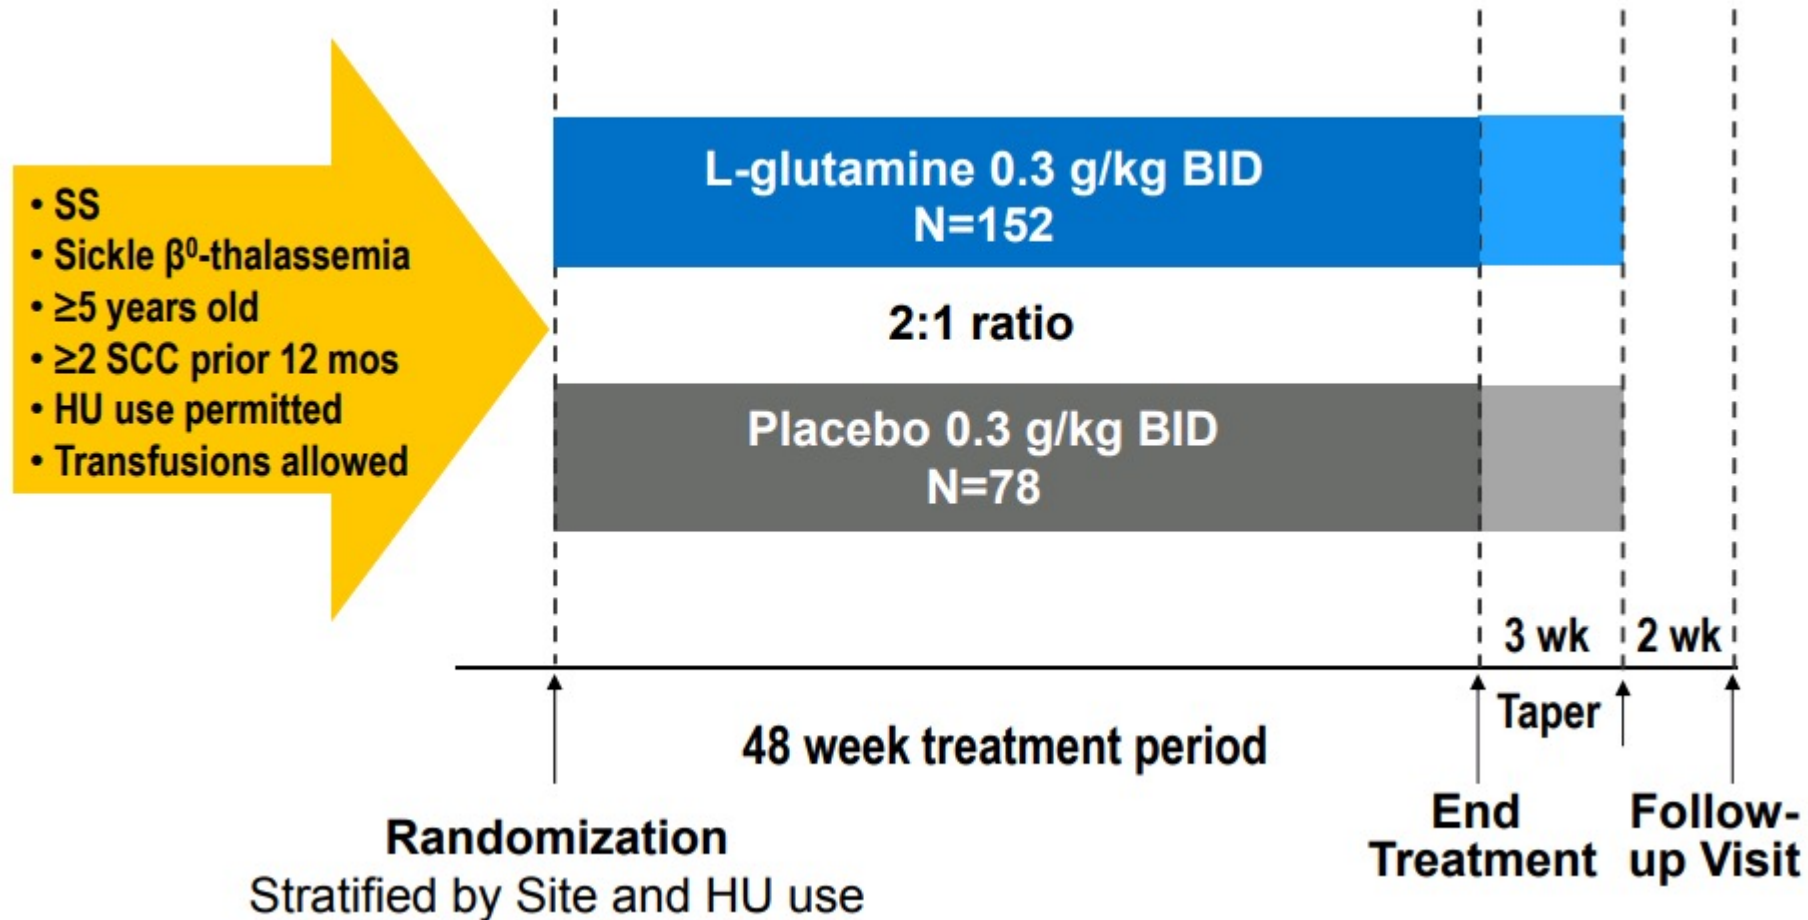 • SS
• Sickle β⁰-thalassemia
• ≥5 years old
• ≥2 SCC prior 12 mos
• HU use permitted
• Transfusions allowed
L-glutamine 0.3 g/kg BID
N=152
2:1 ratio
Placebo 0.3 g/kg BID
N=78
3 wk
2 wk
Taper
48 week treatment period
Randomization
Stratified by Site and HU use
End
Treatment
Follow-
up Visit